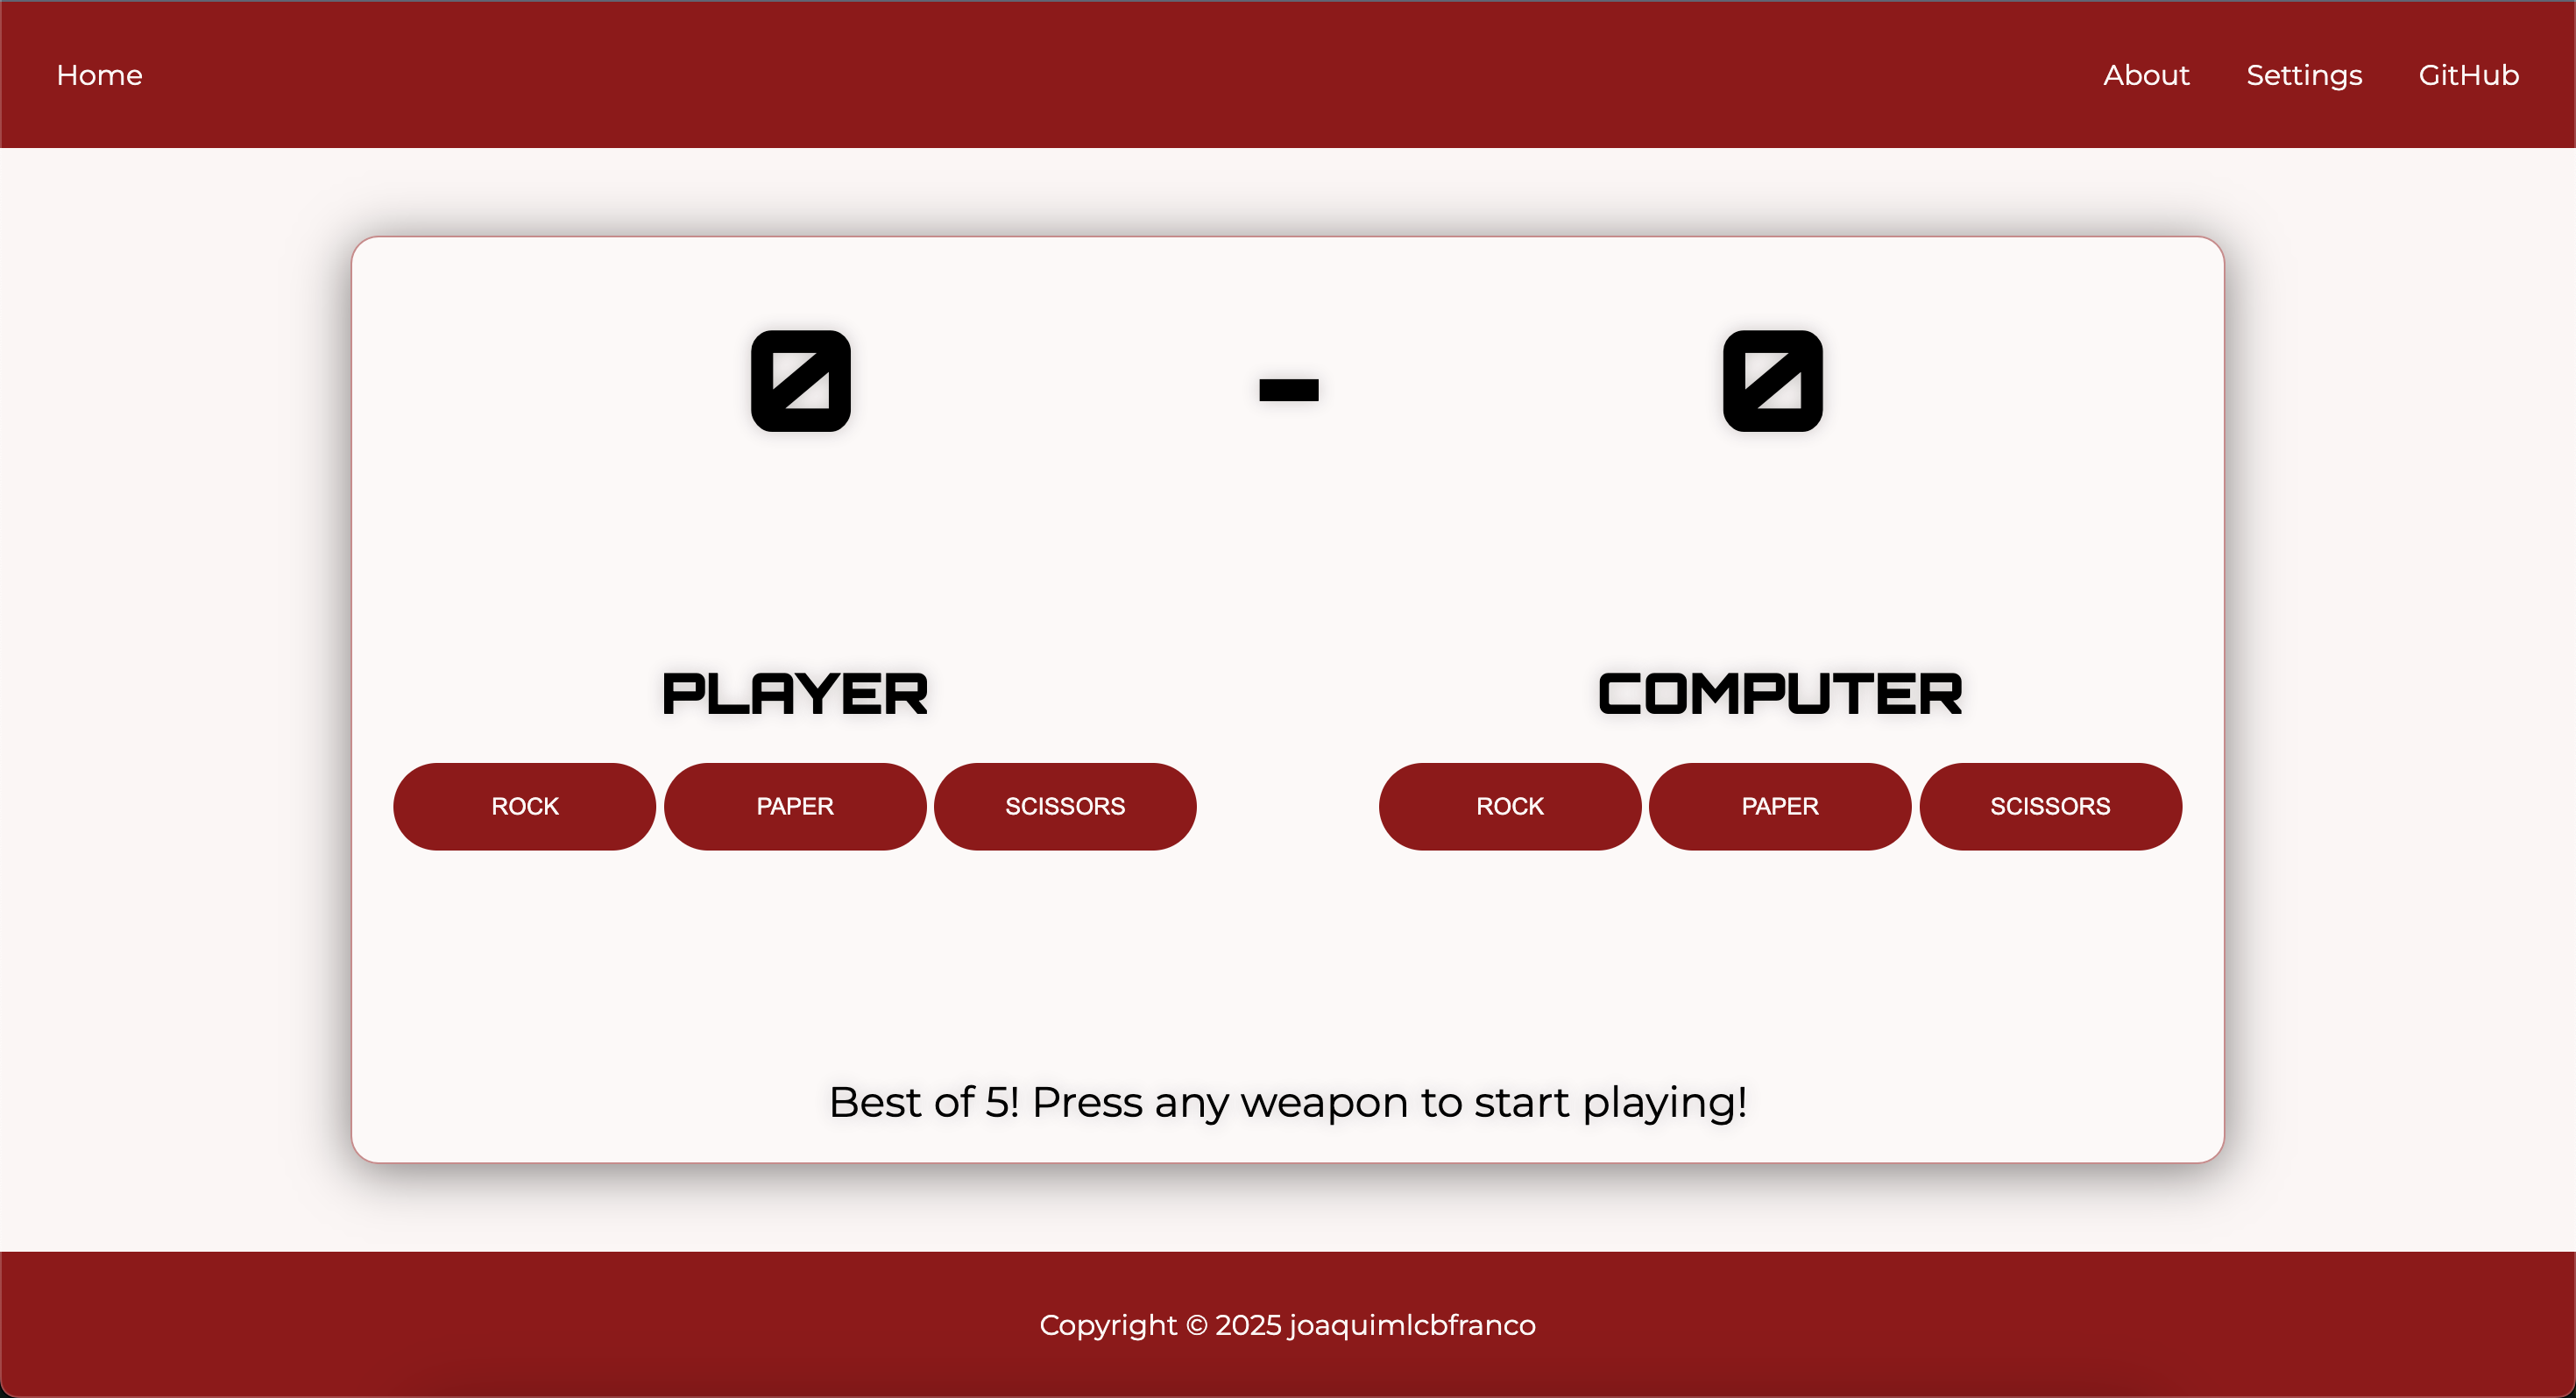 Home About Settings GitHub
0 - 0
PLAYER COMPUTER
ROCK PAPER SCISSORS ROCK PAPER SCISSORS
Best of 5! Press any weapon to start playing!
Copyright © 2025 joaquimlcbfranco